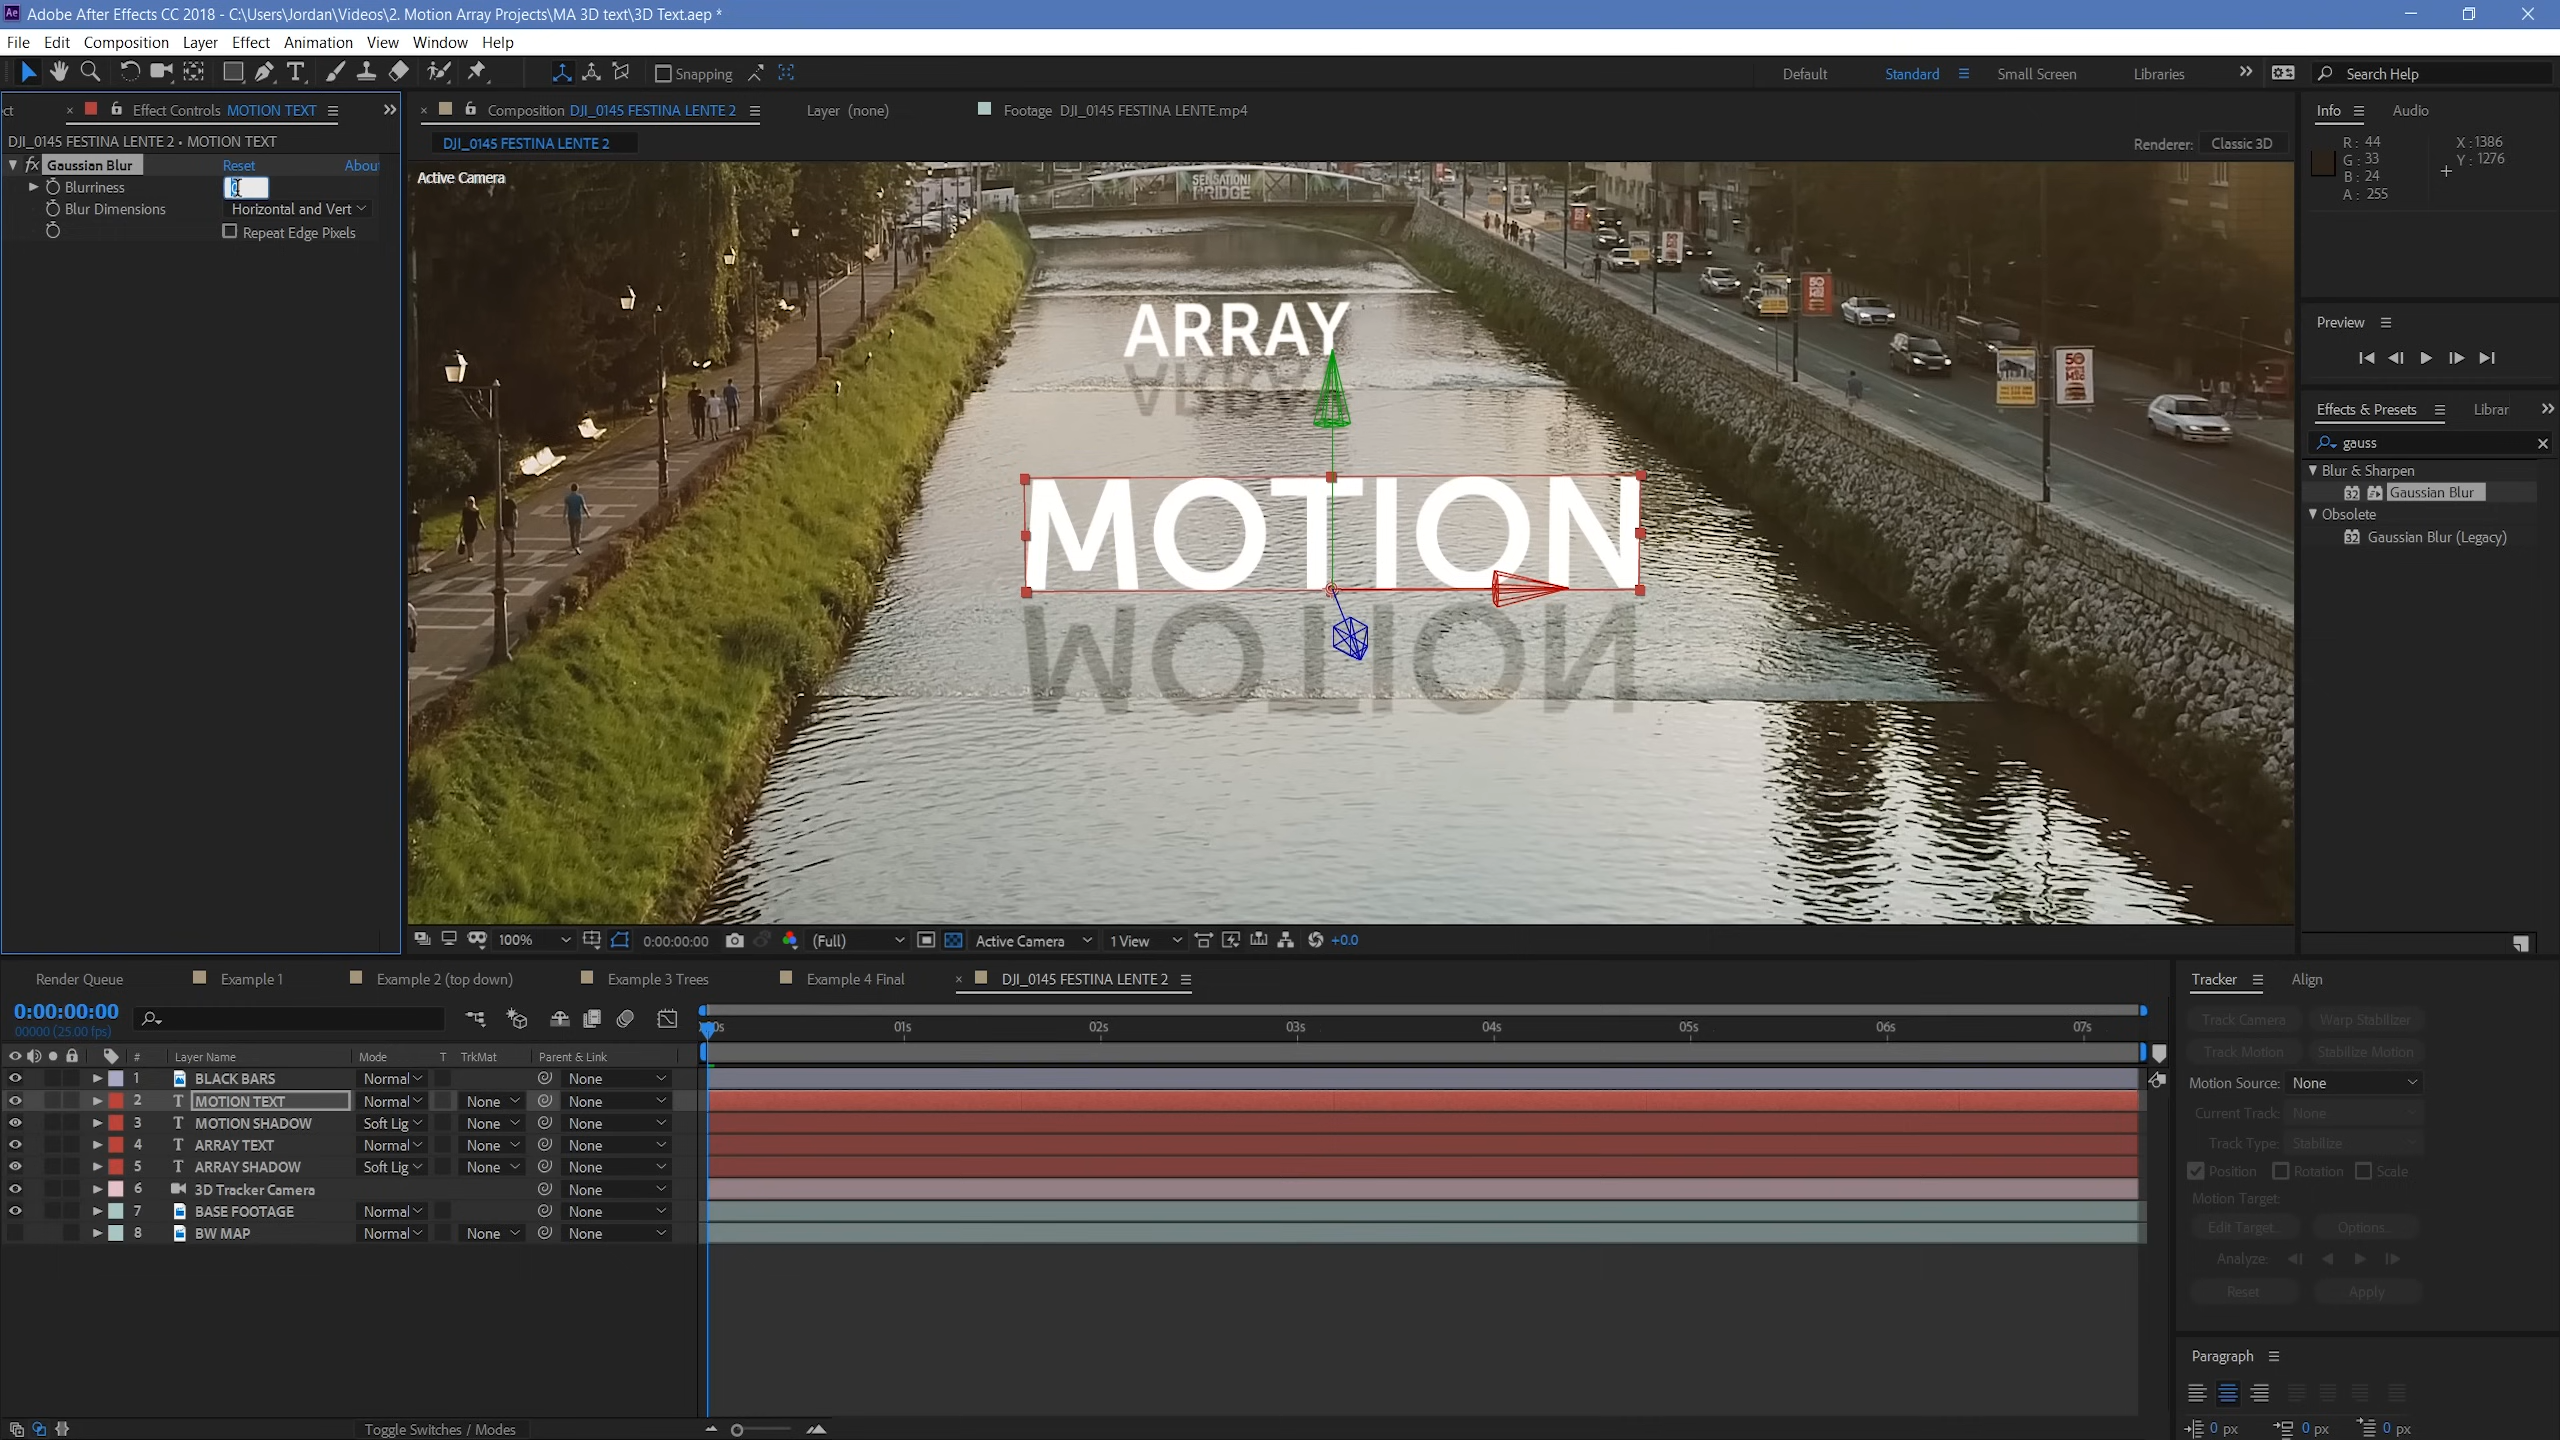 Adobe After Effects CC 2018 - C:\Users\Jordan\Videos\2. Motion Array Projects\MA 3D text\3D Text.aep *
File Edit Composition Layer Effect Animation View Window Help
Snapping
Default Standard Small Screen Libraries Search Help
Effect Controls MOTION TEXT
Composition DJI_0145 FESTINA LENTE 2
Layer (none)
Footage DJI_0145 FESTINA LENTE.mp4
Info Audio
DJI_0145 FESTINA LENTE 2 • MOTION TEXT
DJI_0145 FESTINA LENTE 2
Renderer: Classic 3D
R: 44
G: 33
B: 24
A: 255
X: 1386
Y: 1276
fx Gaussian Blur Reset About
Blurriness
Blur Dimensions Horizontal and Vert
Repeat Edge Pixels
Active Camera
SENSATION!
ARRAY
ARRAY
MOTION
MOTION
Preview
Effects & Presets Librar
gauss
Blur & Sharpen
32 Gaussian Blur
Obsolete
32 Gaussian Blur (Legacy)
100% 0:00:00:00 (Full) Active Camera 1 View +0.0
Render Queue Example 1 Example 2 (top down) Example 3 Trees Example 4 Final DJI_0145 FESTINA LENTE 2
0:00:00:00
00000 (25.00 fps)
01s 02s 03s 04s 05s 06s 07s
# Layer Name Mode T TrkMat Parent & Link
1 BLACK BARS Normal None
2 T MOTION TEXT Normal None None
3 T MOTION SHADOW Soft Lig None None
4 T ARRAY TEXT Normal None None
5 T ARRAY SHADOW Soft Lig None None
6 3D Tracker Camera None
7 BASE FOOTAGE Normal None
8 BW MAP Normal None None
Toggle Switches / Modes
Tracker Align
Track Camera Warp Stabilizer
Track Motion Stabilize Motion
Motion Source: None
Current Track: None
Track Type: Stabilize
Position Rotation Scale
Motion Target:
Edit Target... Options...
Analyze:
Reset Apply
Paragraph
0 px 0 px 0 px